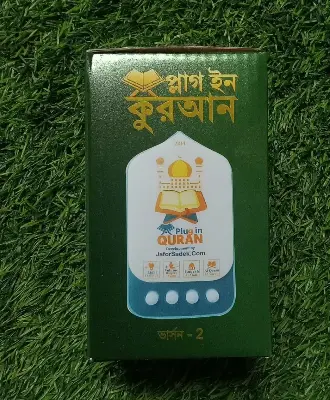 প্লাগ ইন
কুরআন
Plug in
QURAN
JaferSadek.Com
ভার্সন - 2